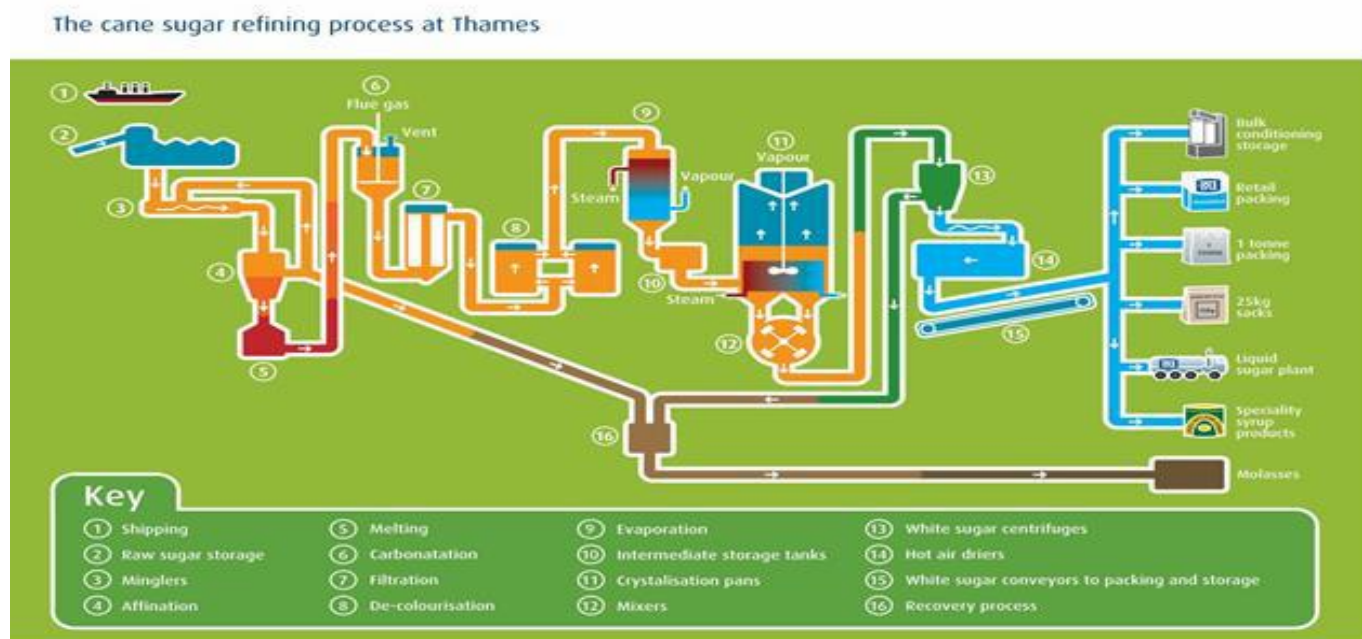 The cane sugar refining process at Thames
1
2
3
4
5
6
Flue gas
Vent
7
8
9
Steam
Vapour
10
11
Vapour
Steam
12
13
14
15
16
Bulk
conditioning
storage
Retail
packing
1 tonne
packing
25kg
sacks
Liquid
sugar plant
Speciality
syrup
products
Molasses
Key
1 Shipping
2 Raw sugar storage
3 Minglers
4 Affination
5 Melting
6 Carbonatation
7 Filtration
8 De-colourisation
9 Evaporation
10 Intermediate storage tanks
11 Crystalisation pans
12 Mixers
13 White sugar centrifuges
14 Hot air driers
15 White sugar conveyors to packing and storage
16 Recovery process